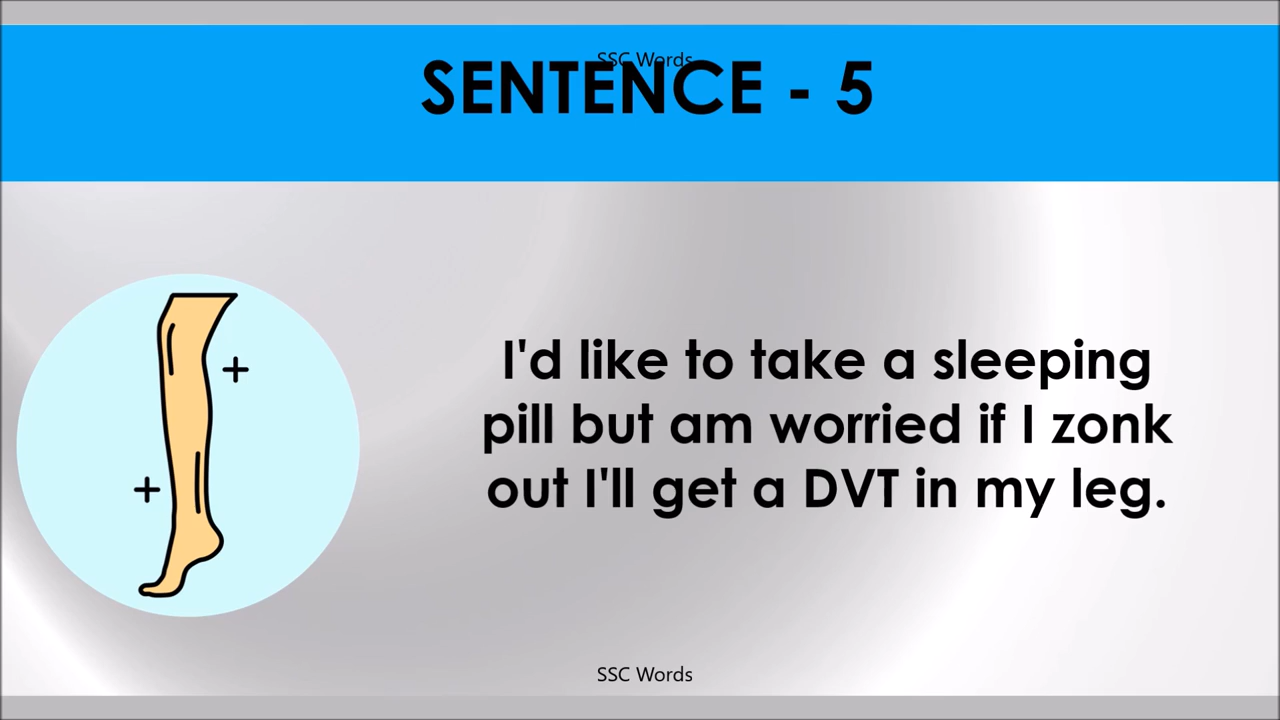 SSC Words
SENTENCE - 5
I'd like to take a sleeping
pill but am worried if I zonk
out I'll get a DVT in my leg.
SSC Words